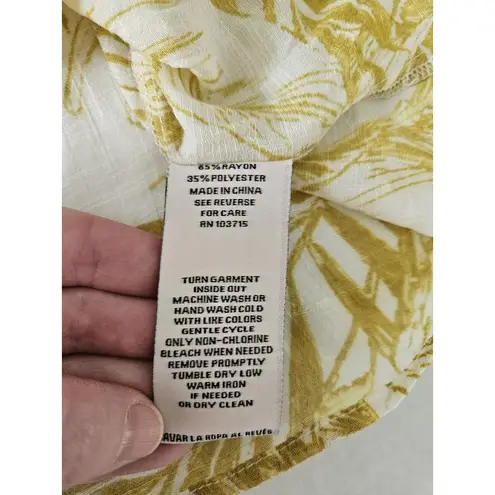 65% RAYON
35% POLYESTER
MADE IN CHINA
SEE REVERSE
FOR CARE
RN 103715
TURN GARMENT
INSIDE OUT
MACHINE WASH OR
HAND WASH COLD
WITH LIKE COLORS
GENTLE CYCLE
ONLY NON-CHLORINE
BLEACH WHEN NEEDED
REMOVE PROMPTLY
TUMBLE DRY LOW
WARM IRON
IF NEEDED
OR DRY CLEAN
AVAR LA ROPA AL REVÉS